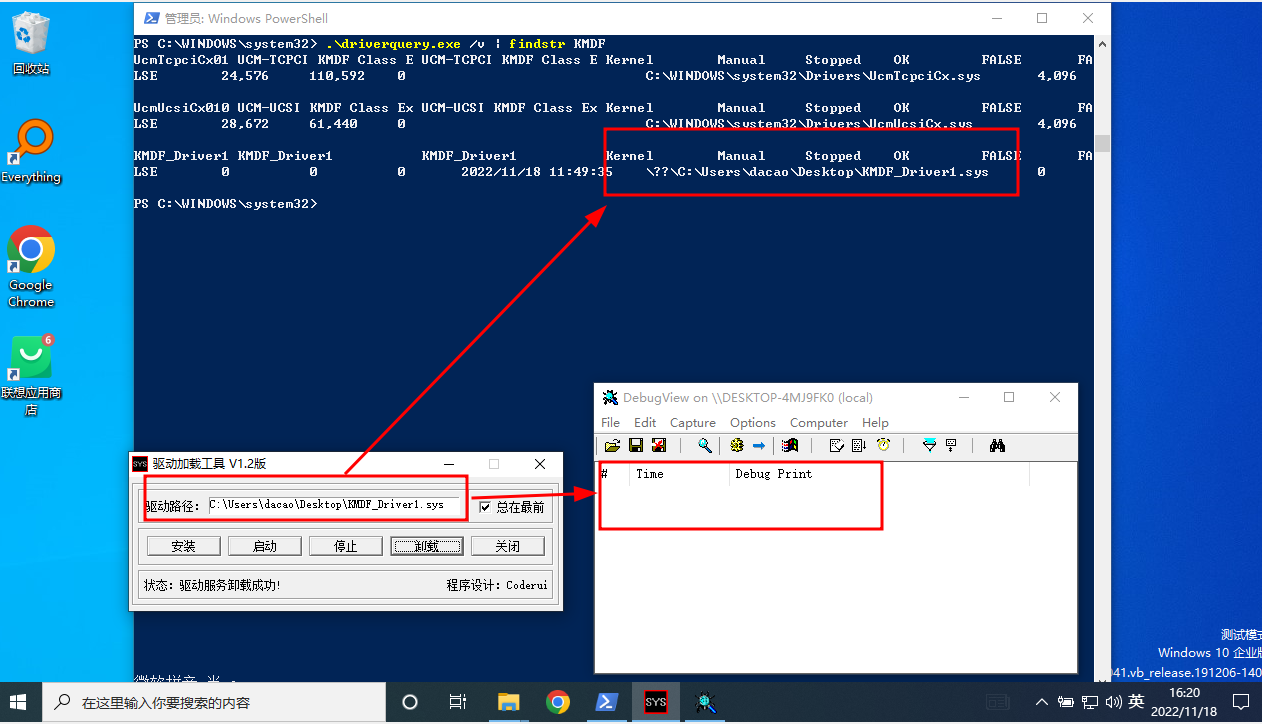 回收站
Everything
Google
Chrome
6
联想应用商
店
管理员: Windows PowerShell
PS C:\WINDOWS\system32> .\driverquery.exe /v | findstr KMDF
UcmTcpciCx01 UCM-TCPCI KMDF Class E UCM-TCPCI KMDF Class E Kernel Manual Stopped OK FALSE FA
LSE 24,576 110,592 0 C:\WINDOWS\system32\Drivers\UcmTcpciCx.sys 4,096
UcmUcsiCx010 UCM-UCSI KMDF Class Ex UCM-UCSI KMDF Class Ex Kernel Manual Stopped OK FALSE FA
LSE 28,672 61,440 0 C:\WINDOWS\system32\Drivers\UcmUcsiCx.sys 4,096
KMDF_Driver1 KMDF_Driver1 KMDF_Driver1 Kernel Manual Stopped OK FALSE FA
LSE 0 0 0 2022/11/18 11:49:35 \??\C:\Users\dacao\Desktop\KMDF_Driver1.sys 0
PS C:\WINDOWS\system32>
DebugView on \\DESKTOP-4MJ9FK0 (local)
File Edit Capture Options Computer Help
# Time Debug Print
SYS 驱动加载工具 V1.2版
驱动路径： C:\Users\dacao\Desktop\KMDF_Driver1.sys 总在最前
安装 启动 停止 卸载 关闭
状态：驱动服务卸载成功! 程序设计：Coderui
测试模式
Windows 10 企业版
041.vb_release.191206-140
在这里输入你要搜索的内容
SYS
英
16:20
2022/11/18